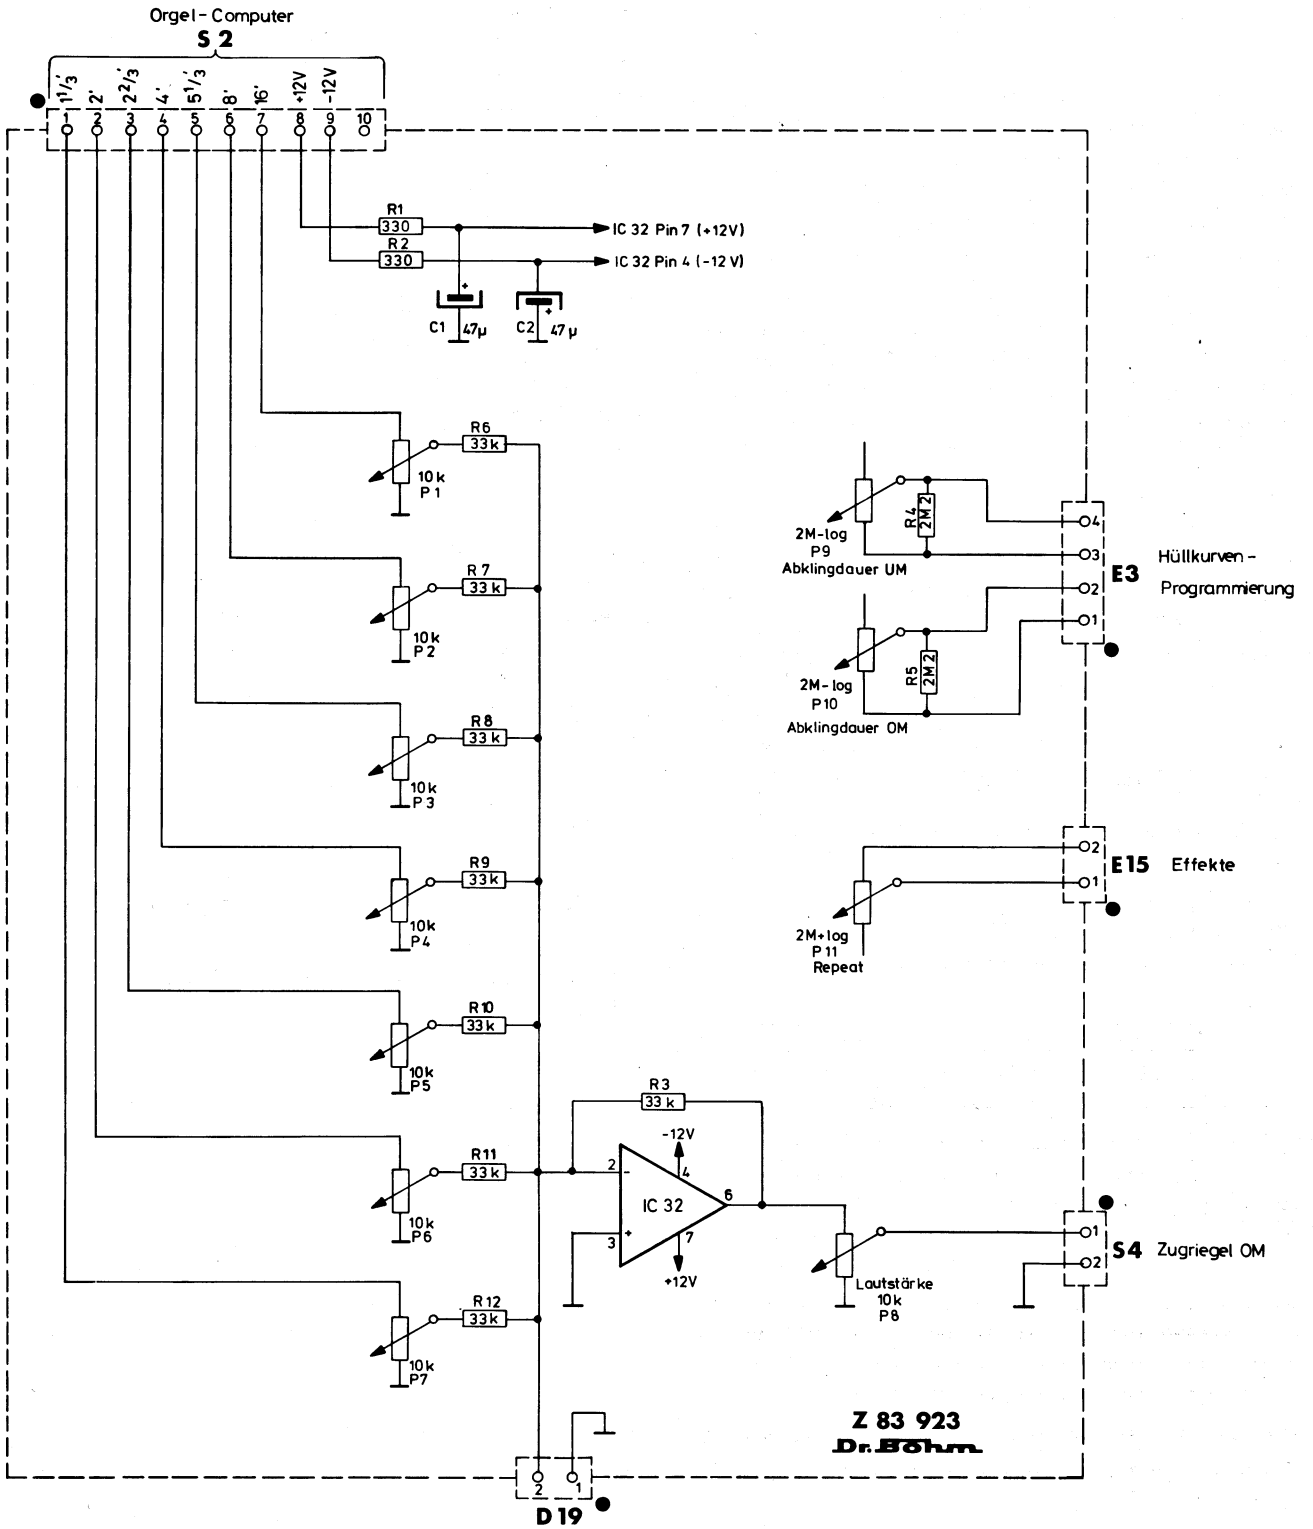 Orgel-Computer
S 2
1 1/3'
2'
2 2/3'
4'
5 1/3'
8'
16'
+12V
-12V
1 2 3 4 5 6 7 8 9 10
R1
330
IC 32 Pin 7 (+12V)
R2
330
IC 32 Pin 4 (-12 V)
+
C1 47µ
+
C2 47µ
R6
33k
10k
P1
R7
33k
10k
P2
R8
33k
10k
P3
R9
33k
10k
P4
R10
33k
10k
P5
R11
33k
10k
P6
R12
33k
10k
P7
R4
2M2
2M-log
P9
Abklingdauer UM
4
3
2
1
E3
Hüllkurven-
Programmierung
R5
2M2
2M-log
P10
Abklingdauer OM
2
1
E15 Effekte
2M+log
P11
Repeat
R3
33k
-12V
4
2
-
IC 32
6
+
3
7
+12V
Lautstärke
10k
P8
1
2
S4 Zugriegel OM
Z 83 923
Dr. Böhm
2 1
D 19